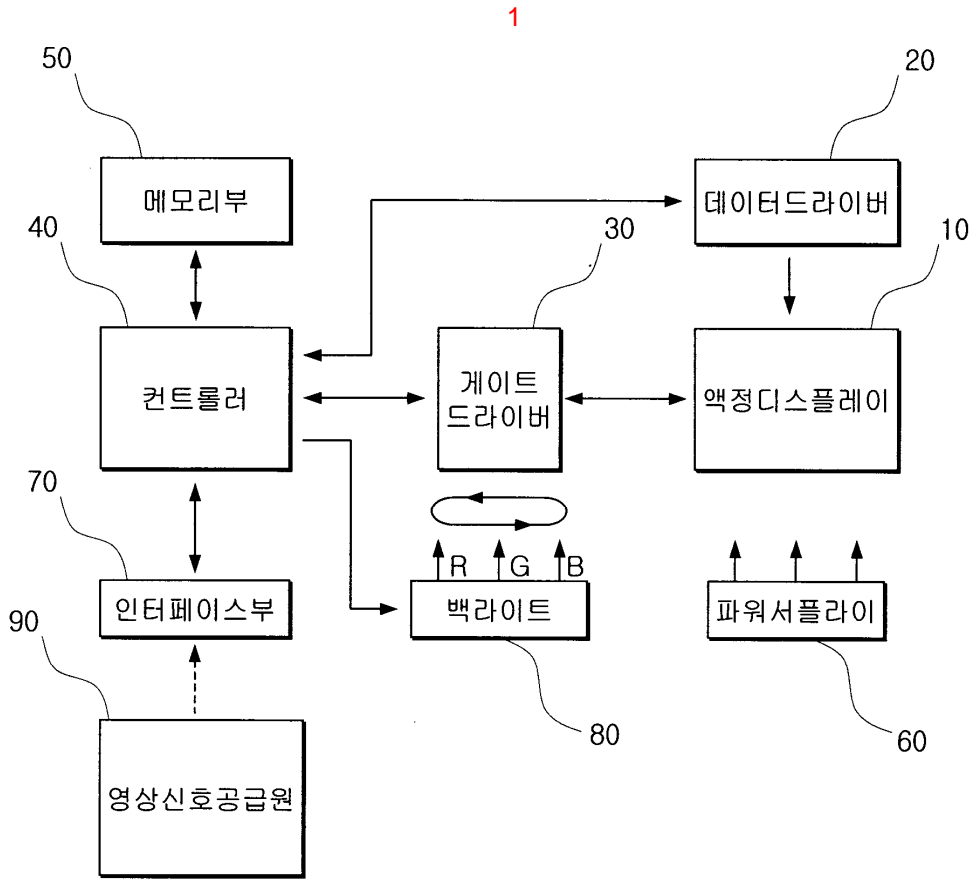 1
50
20
메모리부
데이터드라이버
40
30
10
컨트롤러
게이트
드라이버
액정디스플레이
70
R G B
인터페이스부
백라이트
파워서플라이
90
80
60
영상신호공급원